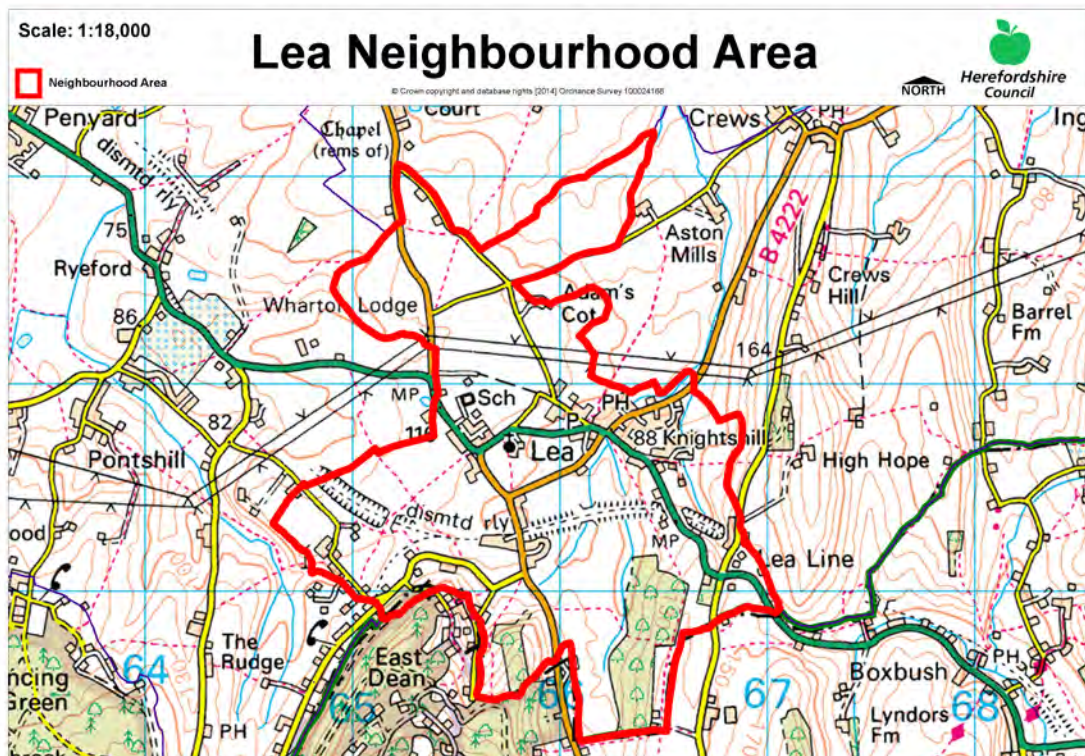 Scale: 1:18,000
Lea Neighbourhood Area
Neighbourhood Area
© Crown copyright and database rights [2014] Ordnance Survey 100024168
NORTH
Herefordshire
Council
Penyard
dismtd rly
Court
Chapel
(rems of)
Crews
PH
75
Ryeford
Wharton Lodge
Aston
Mills
B 4222
Crews
Hill
80
Adam's
Cot
Barrel
Fm
86
164
MP
Sch
PH
82
116
Lea
88
Knightshill
Pontshill
High Hope
dismtd rly
MP
Lea Line
The
Rudge
64
East
Dean
65
66
67
68
PH
Boxbush
PH
Green
150
Lyndors
Fm